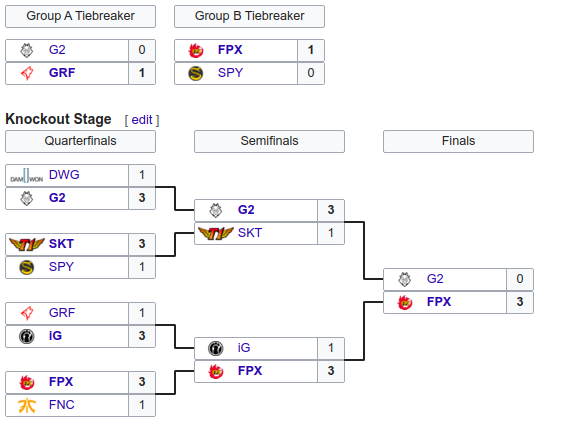 Group A Tiebreaker
G2 0
GRF 1
Group B Tiebreaker
FPX 1
SPY 0
Knockout Stage [ edit ]
Quarterfinals
DAMWON DWG 1
G2 3
SKT 3
SPY 1
GRF 1
iG 3
FPX 3
FNC 1
Semifinals
G2 3
T1 SKT 1
iG 1
FPX 3
Finals
G2 0
FPX 3